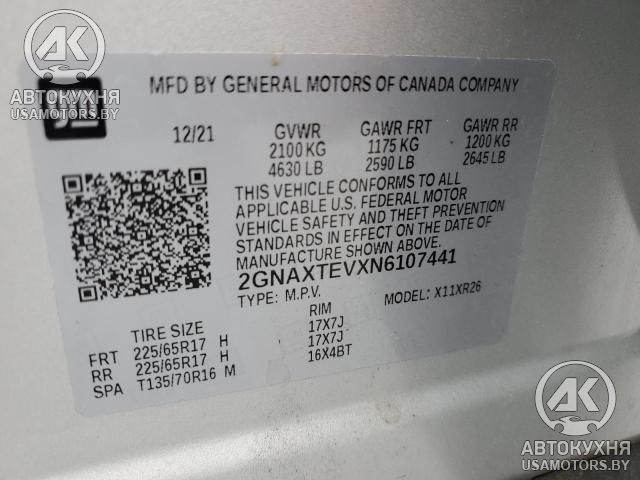 AK
АВТОКУХНЯ
USAMOTORS.BY
gm
MFD BY GENERAL MOTORS OF CANADA COMPANY
12/21 GVWR GAWR FRT GAWR RR
2100 KG 1175 KG 1200 KG
4630 LB 2590 LB 2645 LB
THIS VEHICLE CONFORMS TO ALL
APPLICABLE U.S. FEDERAL MOTOR
VEHICLE SAFETY AND THEFT PREVENTION
STANDARDS IN EFFECT ON THE DATE OF
MANUFACTURE SHOWN ABOVE.
2GNAXTEVXN6107441
TYPE: M.P.V. MODEL: X11XR26
TIRE SIZE RIM
FRT 225/65R17 H 17X7J
RR 225/65R17 H 17X7J
SPA T135/70R16 M 16X4BT
AK
АВТОКУХНЯ
USAMOTORS.BY